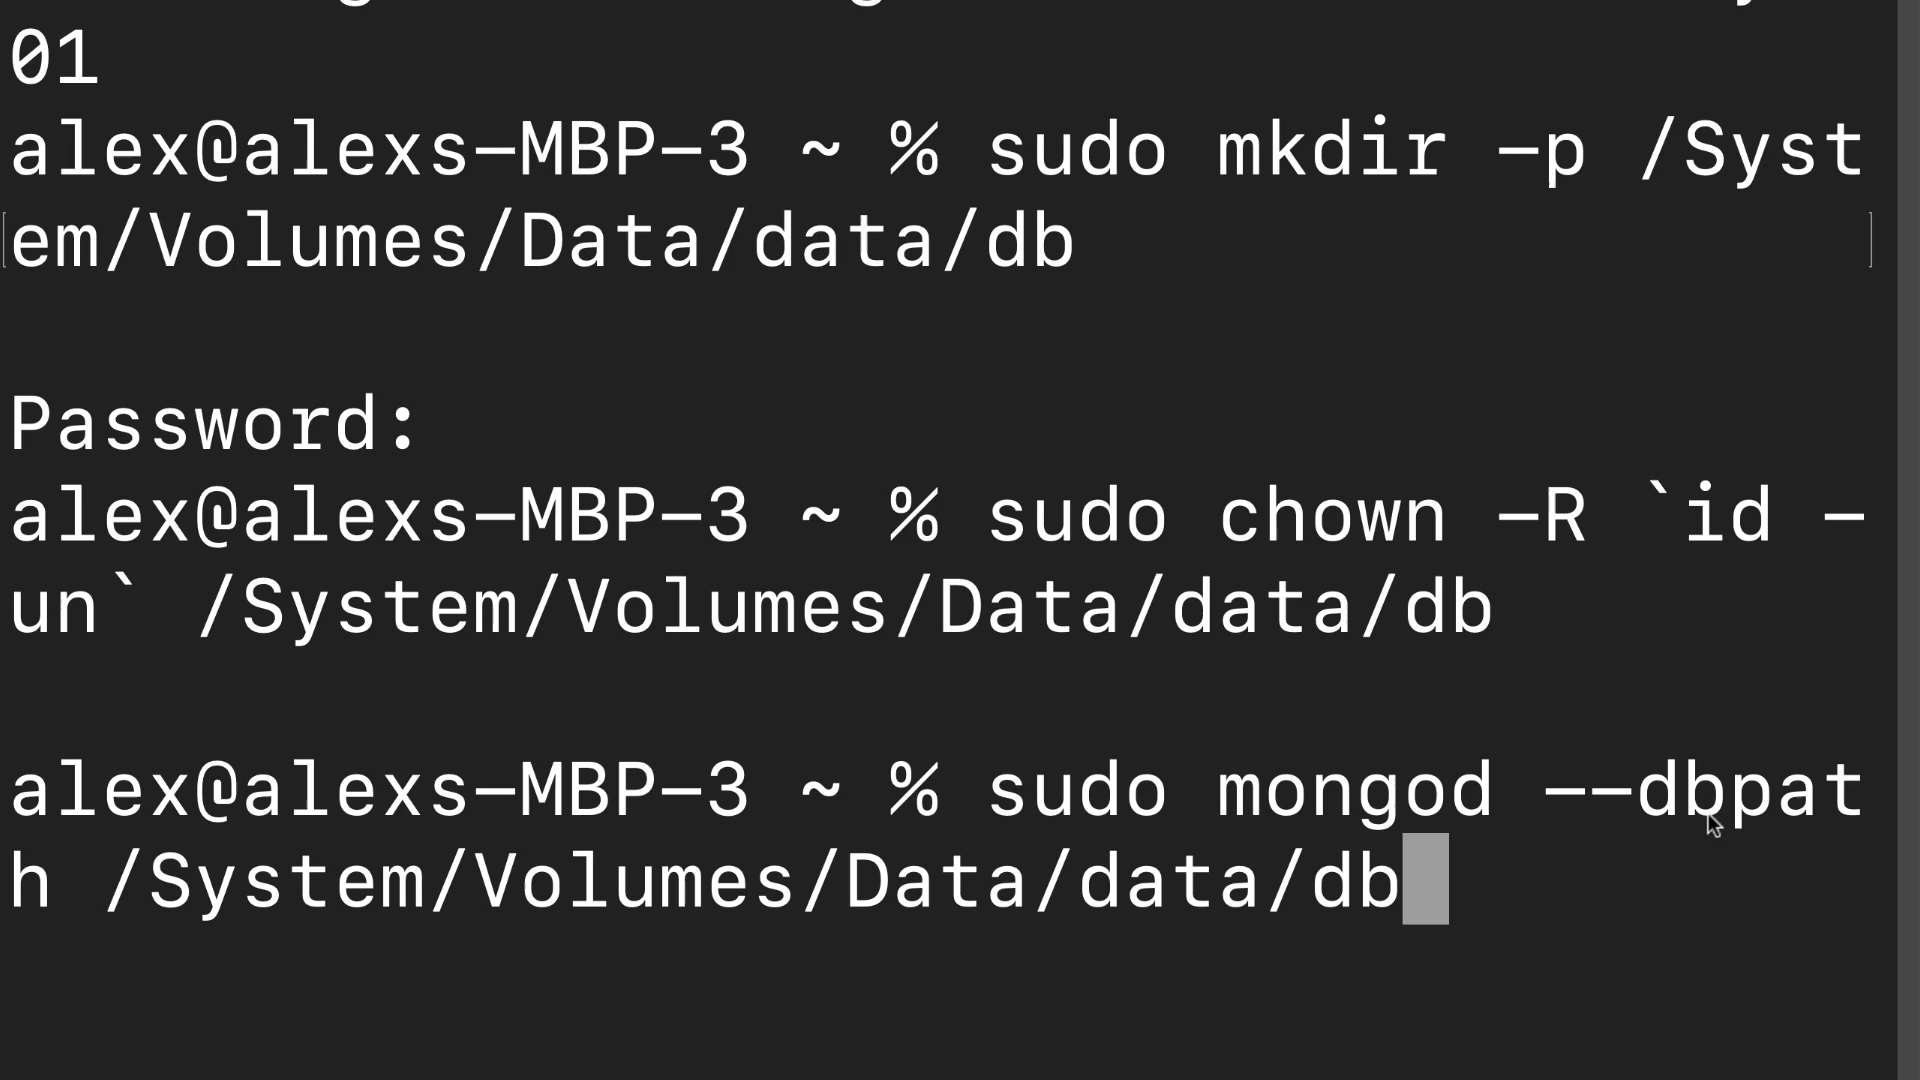 01
alex@alexs-MBP-3 ~ % sudo mkdir -p /Syst
em/Volumes/Data/data/db
Password:
alex@alexs-MBP-3 ~ % sudo chown -R `id -
un` /System/Volumes/Data/data/db
alex@alexs-MBP-3 ~ % sudo mongod --dbpat
h /System/Volumes/Data/data/db